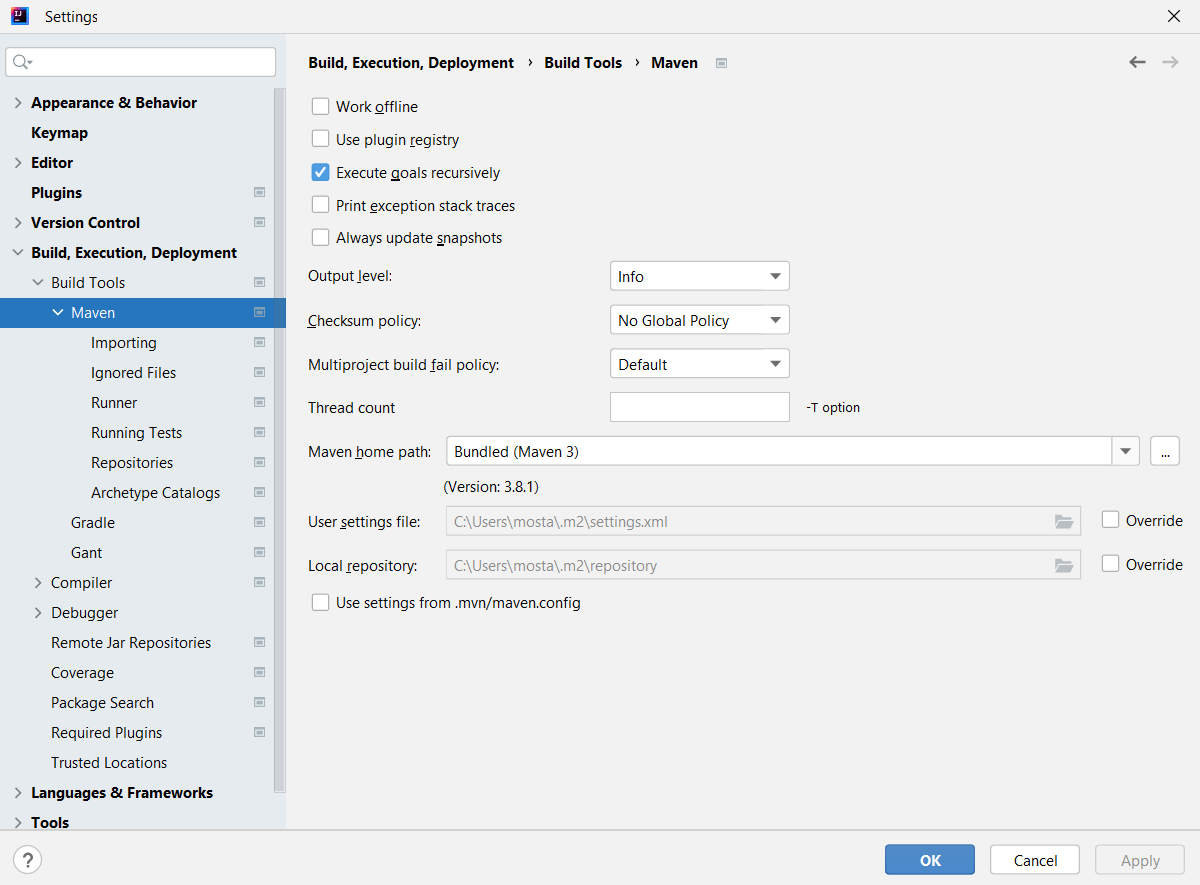 Settings
Appearance & Behavior
Keymap
Editor
Plugins
Version Control
Build, Execution, Deployment
Build Tools
Maven
Importing
Ignored Files
Runner
Running Tests
Repositories
Archetype Catalogs
Gradle
Gant
Compiler
Debugger
Remote Jar Repositories
Coverage
Package Search
Required Plugins
Trusted Locations
Languages & Frameworks
Tools
Build, Execution, Deployment › Build Tools › Maven
Work offline
Use plugin registry
Execute goals recursively
Print exception stack traces
Always update snapshots
Output level: Info
Checksum policy: No Global Policy
Multiproject build fail policy: Default
Thread count -T option
Maven home path: Bundled (Maven 3) ...
(Version: 3.8.1)
User settings file: C:\Users\mosta\.m2\settings.xml Override
Local repository: C:\Users\mosta\.m2\repository Override
Use settings from .mvn/maven.config
? OK Cancel Apply